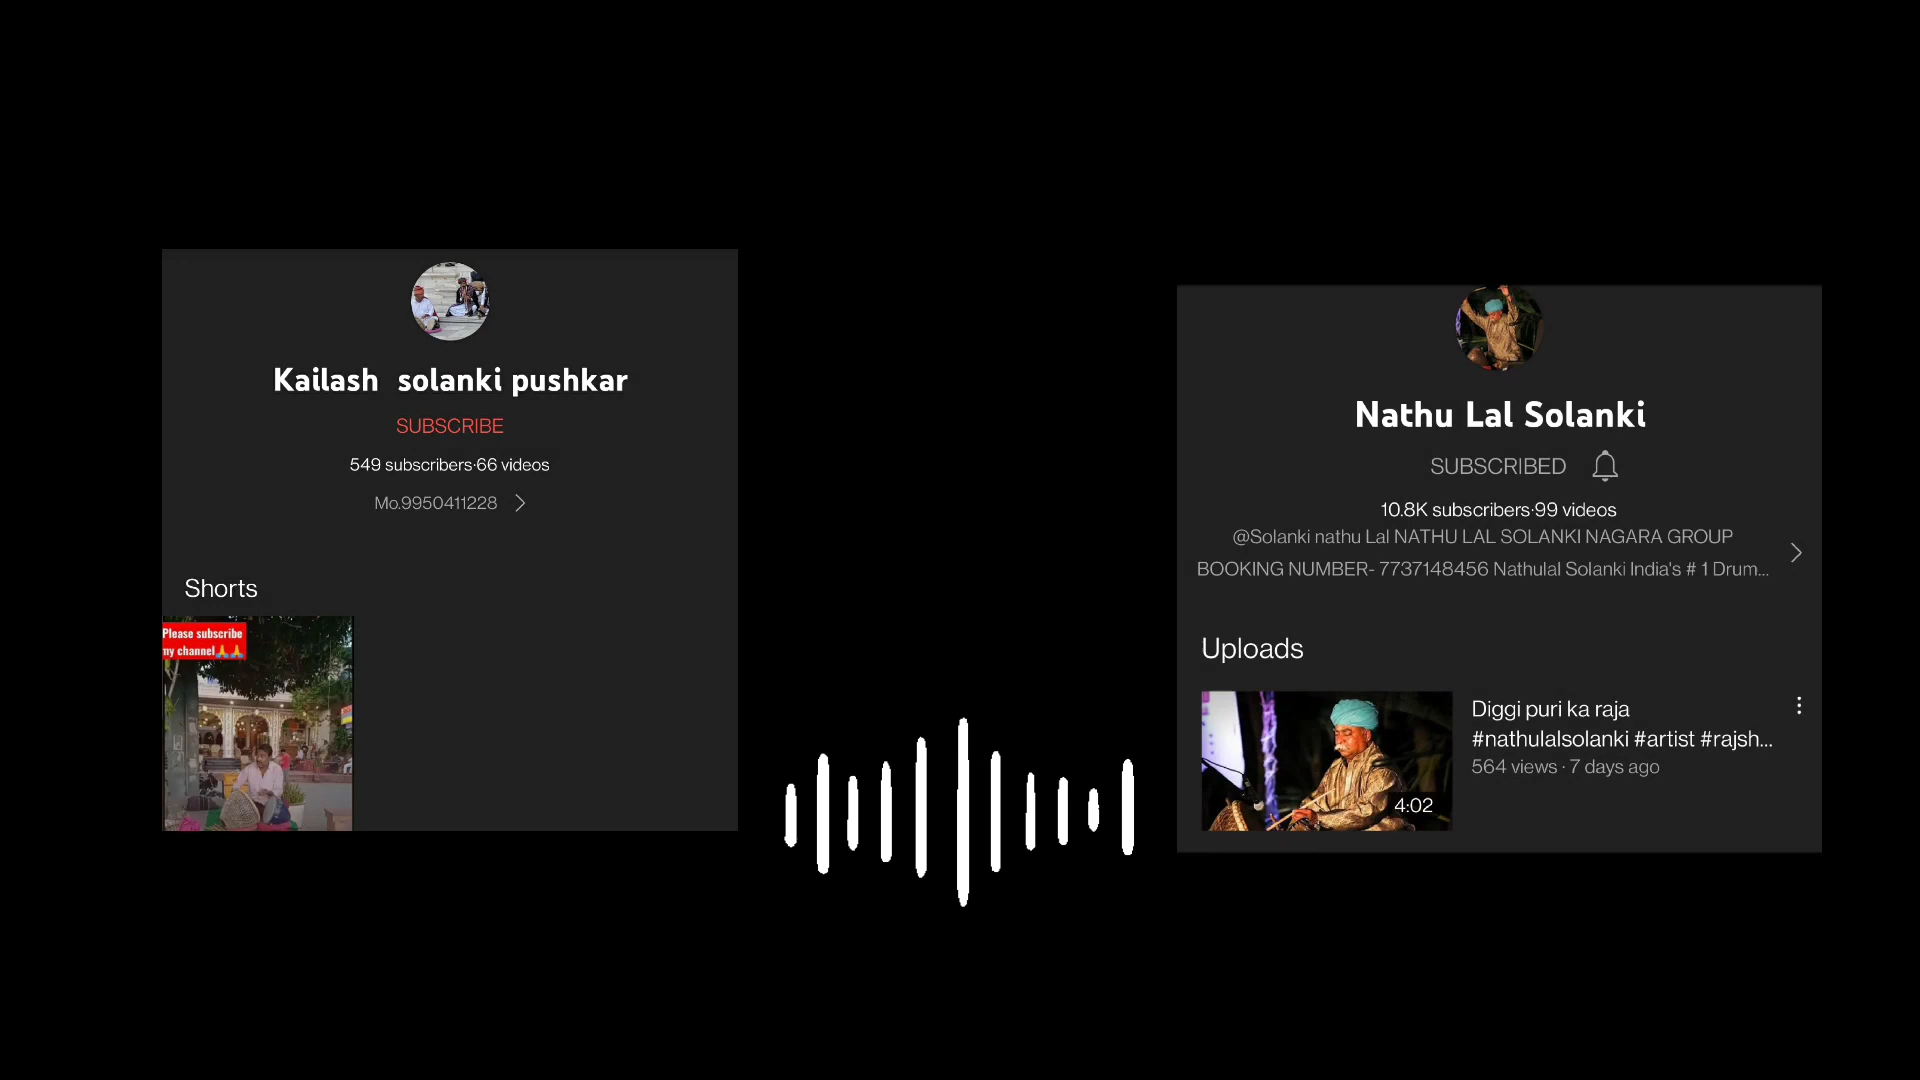 Kailash solanki pushkar
SUBSCRIBE
549 subscribers·66 videos
Mo.9950411228
Shorts
Please subscribe
my channel🙏🙏
Nathu Lal Solanki
SUBSCRIBED
10.8K subscribers·99 videos
@Solanki nathu Lal NATHU LAL SOLANKI NAGARA GROUP
BOOKING NUMBER- 7737148456 Nathulal Solanki India's # 1 Drum...
Uploads
Diggi puri ka raja
#nathulalsolanki #artist #rajsh...
564 views · 7 days ago
4:02